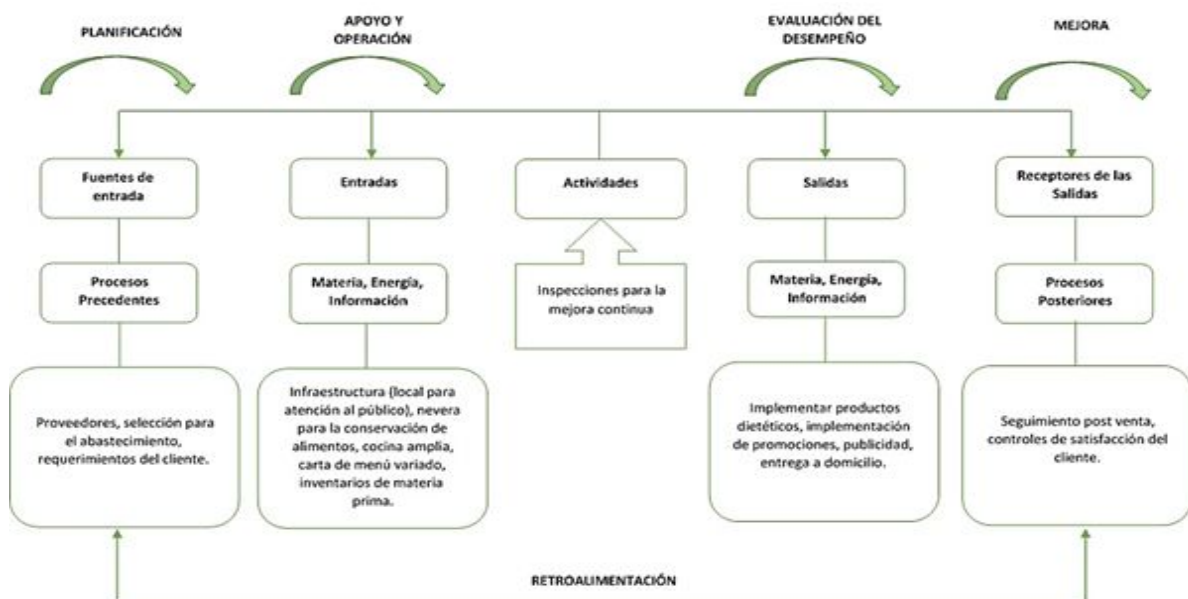 PLANIFICACIÓN
APOYO Y
OPERACIÓN
EVALUACIÓN DEL
DESEMPEÑO
MEJORA
Fuentes de
entrada
Entradas
Actividades
Salidas
Receptores de las
Salidas
Procesos
Precedentes
Materia, Energía,
Información
Inspecciones para la
mejora continua
Materia, Energía,
Información
Procesos
Posteriores
Proveedores, selección para
el abastecimiento,
requerimientos del cliente.
Infraestructura (local para
atención al público), nevera
para la conservación de
alimentos, cocina amplia,
carta de menú variado,
inventarios de materia
prima.
Implementar productos
dietéticos, implementación
de promociones, publicidad,
entrega a domicilio.
Seguimiento post venta,
controles de satisfacción del
cliente.
RETROALIMENTACIÓN